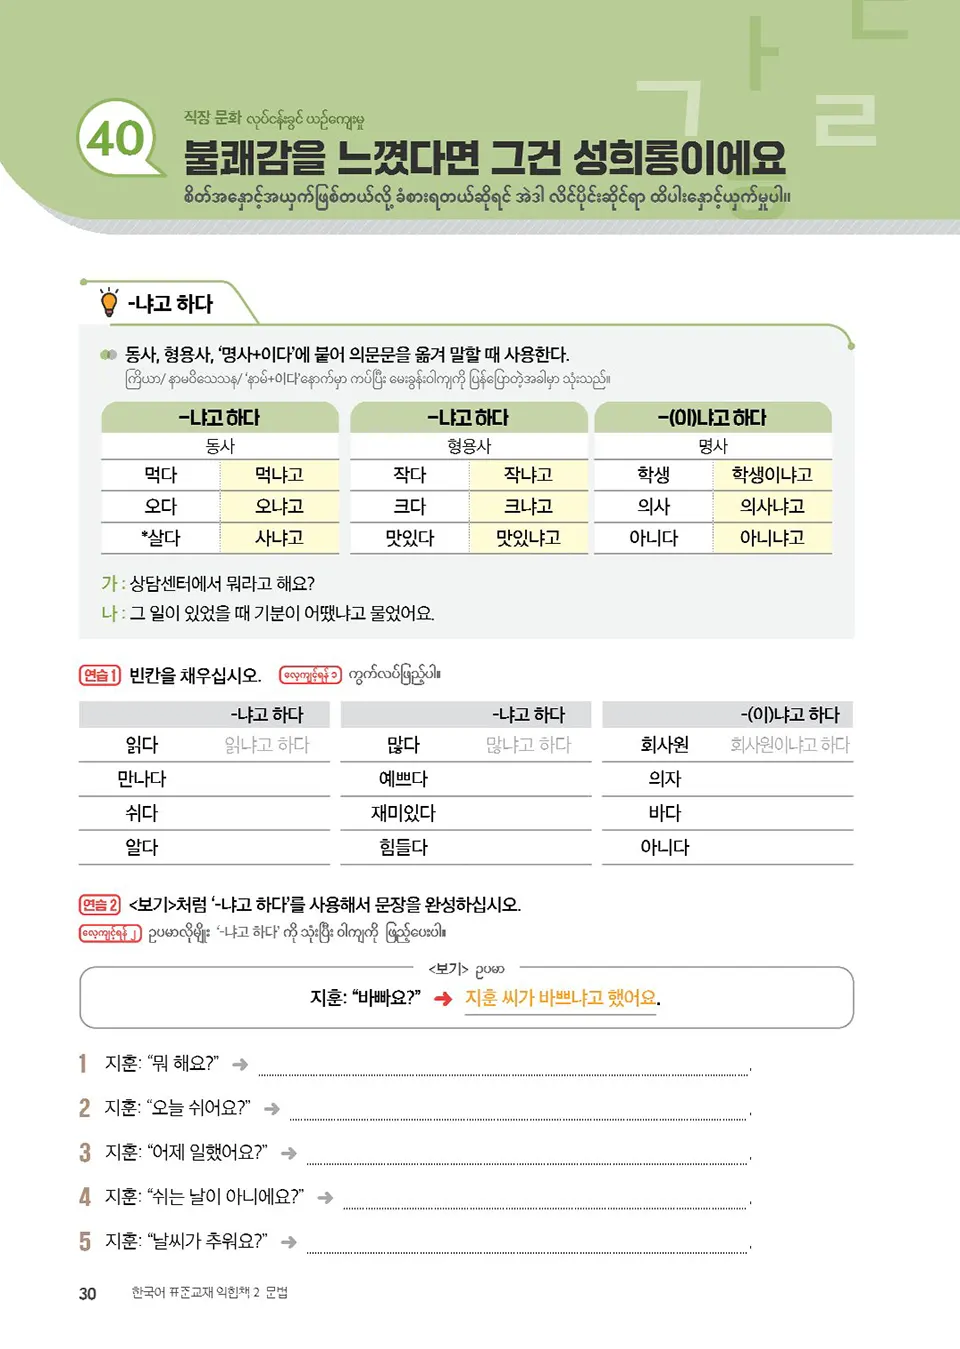 직장 문화 လုပ်ငန်းခွင် ယဉ်ကျေးမှု
40 불쾌감을 느꼈다면 그건 성희롱이에요
စိတ်အနှောင့်အယှက်ဖြစ်တယ်လို့ ခံစားရတယ်ဆိုရင် အဲဒါ လိင်ပိုင်းဆိုင်ရာ ထိပါးနှောင့်ယှက်မှုပါ။
-냐고 하다
동사, 형용사, ‘명사+이다’에 붙어 의문문을 옮겨 말할 때 사용한다.
ကြိယာ/ နာမဝိသေသန/ ‘နာမ်+이다’နောက်မှာ ကပ်ပြီး မေးခွန်းဝါကျကို ပြန်ပြောတဲ့အခါမှာ သုံးသည်။
-냐고 하다 -냐고 하다 -(이)냐고 하다
동사 형용사 명사
먹다 먹냐고 작다 작냐고 학생 학생이냐고
오다 오냐고 크다 크냐고 의사 의사냐고
*살다 사냐고 맛있다 맛있냐고 아니다 아니냐고
가 : 상담센터에서 뭐라고 해요?
나 : 그 일이 있었을 때 기분이 어땠냐고 물었어요.
연습 1 빈칸을 채우십시오. လေ့ကျင့်ရန် ၁ ကွက်လပ်ဖြည့်ပါ။
-냐고 하다 -냐고 하다 -(이)냐고 하다
읽다 읽냐고 하다 많다 많냐고 하다 회사원 회사원이냐고 하다
만나다 예쁘다 의자
쉬다 재미있다 바다
알다 힘들다 아니다
연습 2 <보기>처럼 ‘-냐고 하다’를 사용해서 문장을 완성하십시오.
လေ့ကျင့်ရန် ၂ ဥပမာလိုမျိုး ‘-냐고 하다’ ကို သုံးပြီး ဝါကျကို ဖြည့်ပေးပါ။
<보기> ဥပမာ
지훈: “바빠요?” ➜ 지훈 씨가 바쁘냐고 했어요.
1 지훈: “뭐 해요?” ➜ .
2 지훈: “오늘 쉬어요?” ➜ .
3 지훈: “어제 일했어요?” ➜ .
4 지훈: “쉬는 날이 아니에요?” ➜ .
5 지훈: “날씨가 추워요?” ➜ .
30 한국어 표준교재 익힘책 2 문법
ㄱ ㅏ ㄴ ㄹ ㅎ